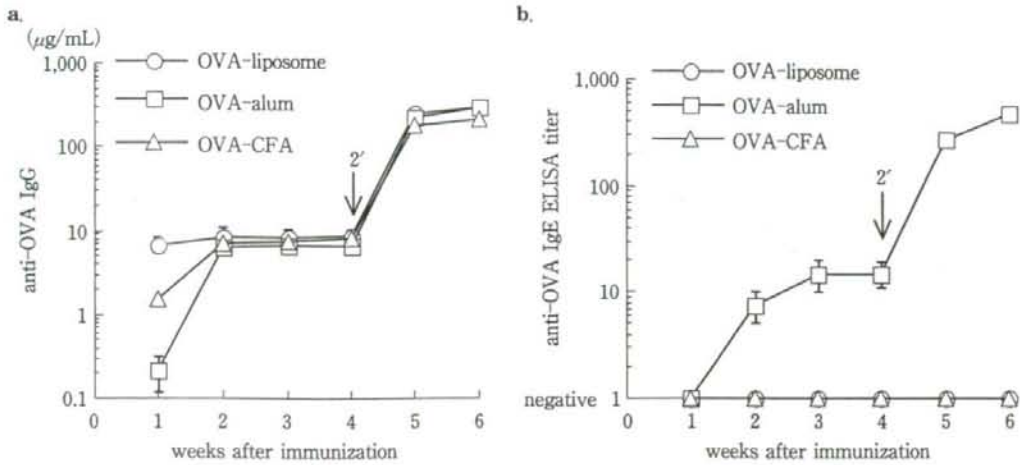 a.
(μg/mL)
1,000
100
10
1
0.1
anti-OVA IgG
OVA-liposome
OVA-alum
OVA-CFA
2′
0 1 2 3 4 5 6
weeks after immunization
b.
1,000
100
10
negative 1
anti-OVA IgE ELISA titer
OVA-liposome
OVA-alum
OVA-CFA
2′
0 1 2 3 4 5 6
weeks after immunization